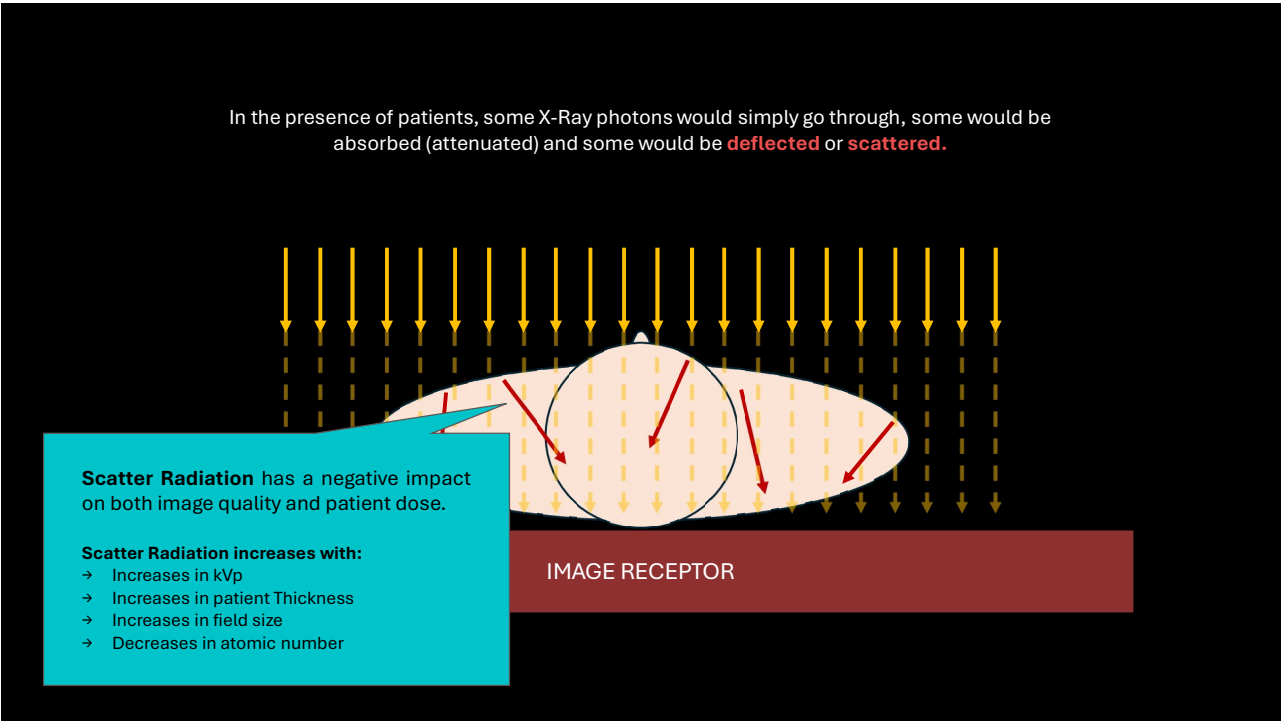 In the presence of patients, some X-Ray photons would simply go through, some would be
absorbed (attenuated) and some would be deflected or scattered.
Scatter Radiation has a negative impact
on both image quality and patient dose.
Scatter Radiation increases with:
→ Increases in kVp
→ Increases in patient Thickness
→ Increases in field size
→ Decreases in atomic number
IMAGE RECEPTOR